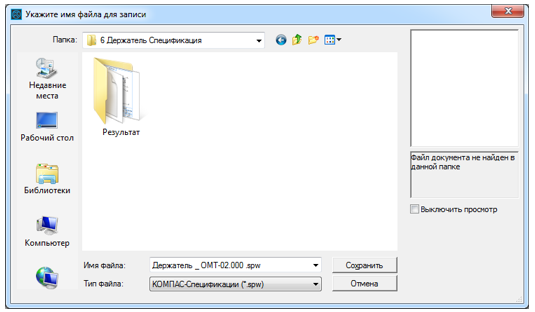 Укажите имя файла для записи
Папка: 6 Держатель Спецификация
Недавние
места
Рабочий стол
Библиотеки
Компьютер
Результат
Файл документа не найден в
данной папке
Выключить просмотр
Имя файла: Держатель _ ОМТ-02.000 .spw Сохранить
Тип файла: КОМПАС-Спецификации (*.spw) Отмена